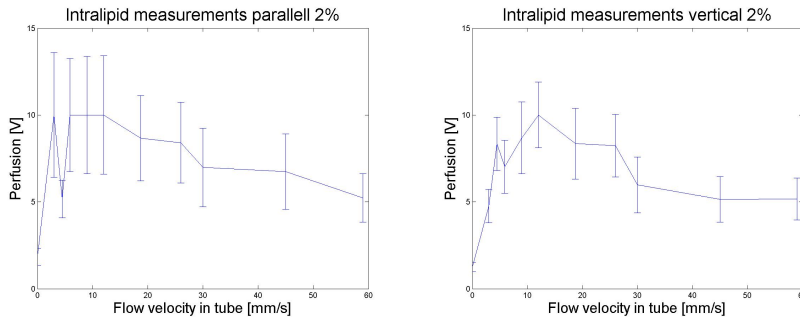 Intralipid measurements parallell 2%
15
10
5
0
Perfusion [V]
0 10 20 30 40 50 60
Flow velocity in tube [mm/s]
Intralipid measurements vertical 2%
15
10
5
0
Perfusion [V]
0 10 20 30 40 50 60
Flow velocity in tube [mm/s]